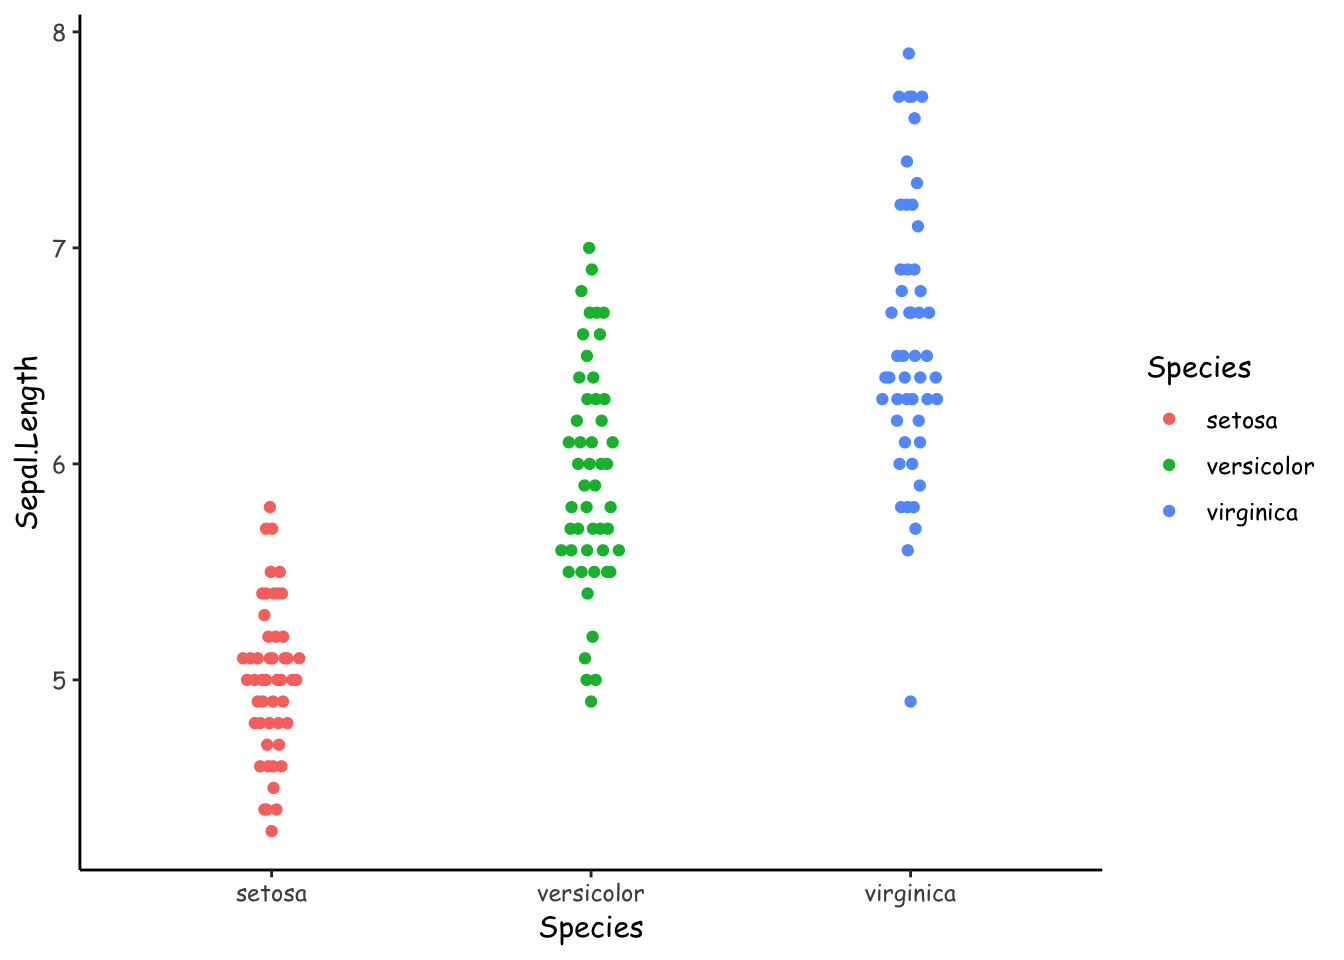 8
7
6
5
Sepal.Length
setosa
versicolor
virginica
Species
Species
setosa
versicolor
virginica